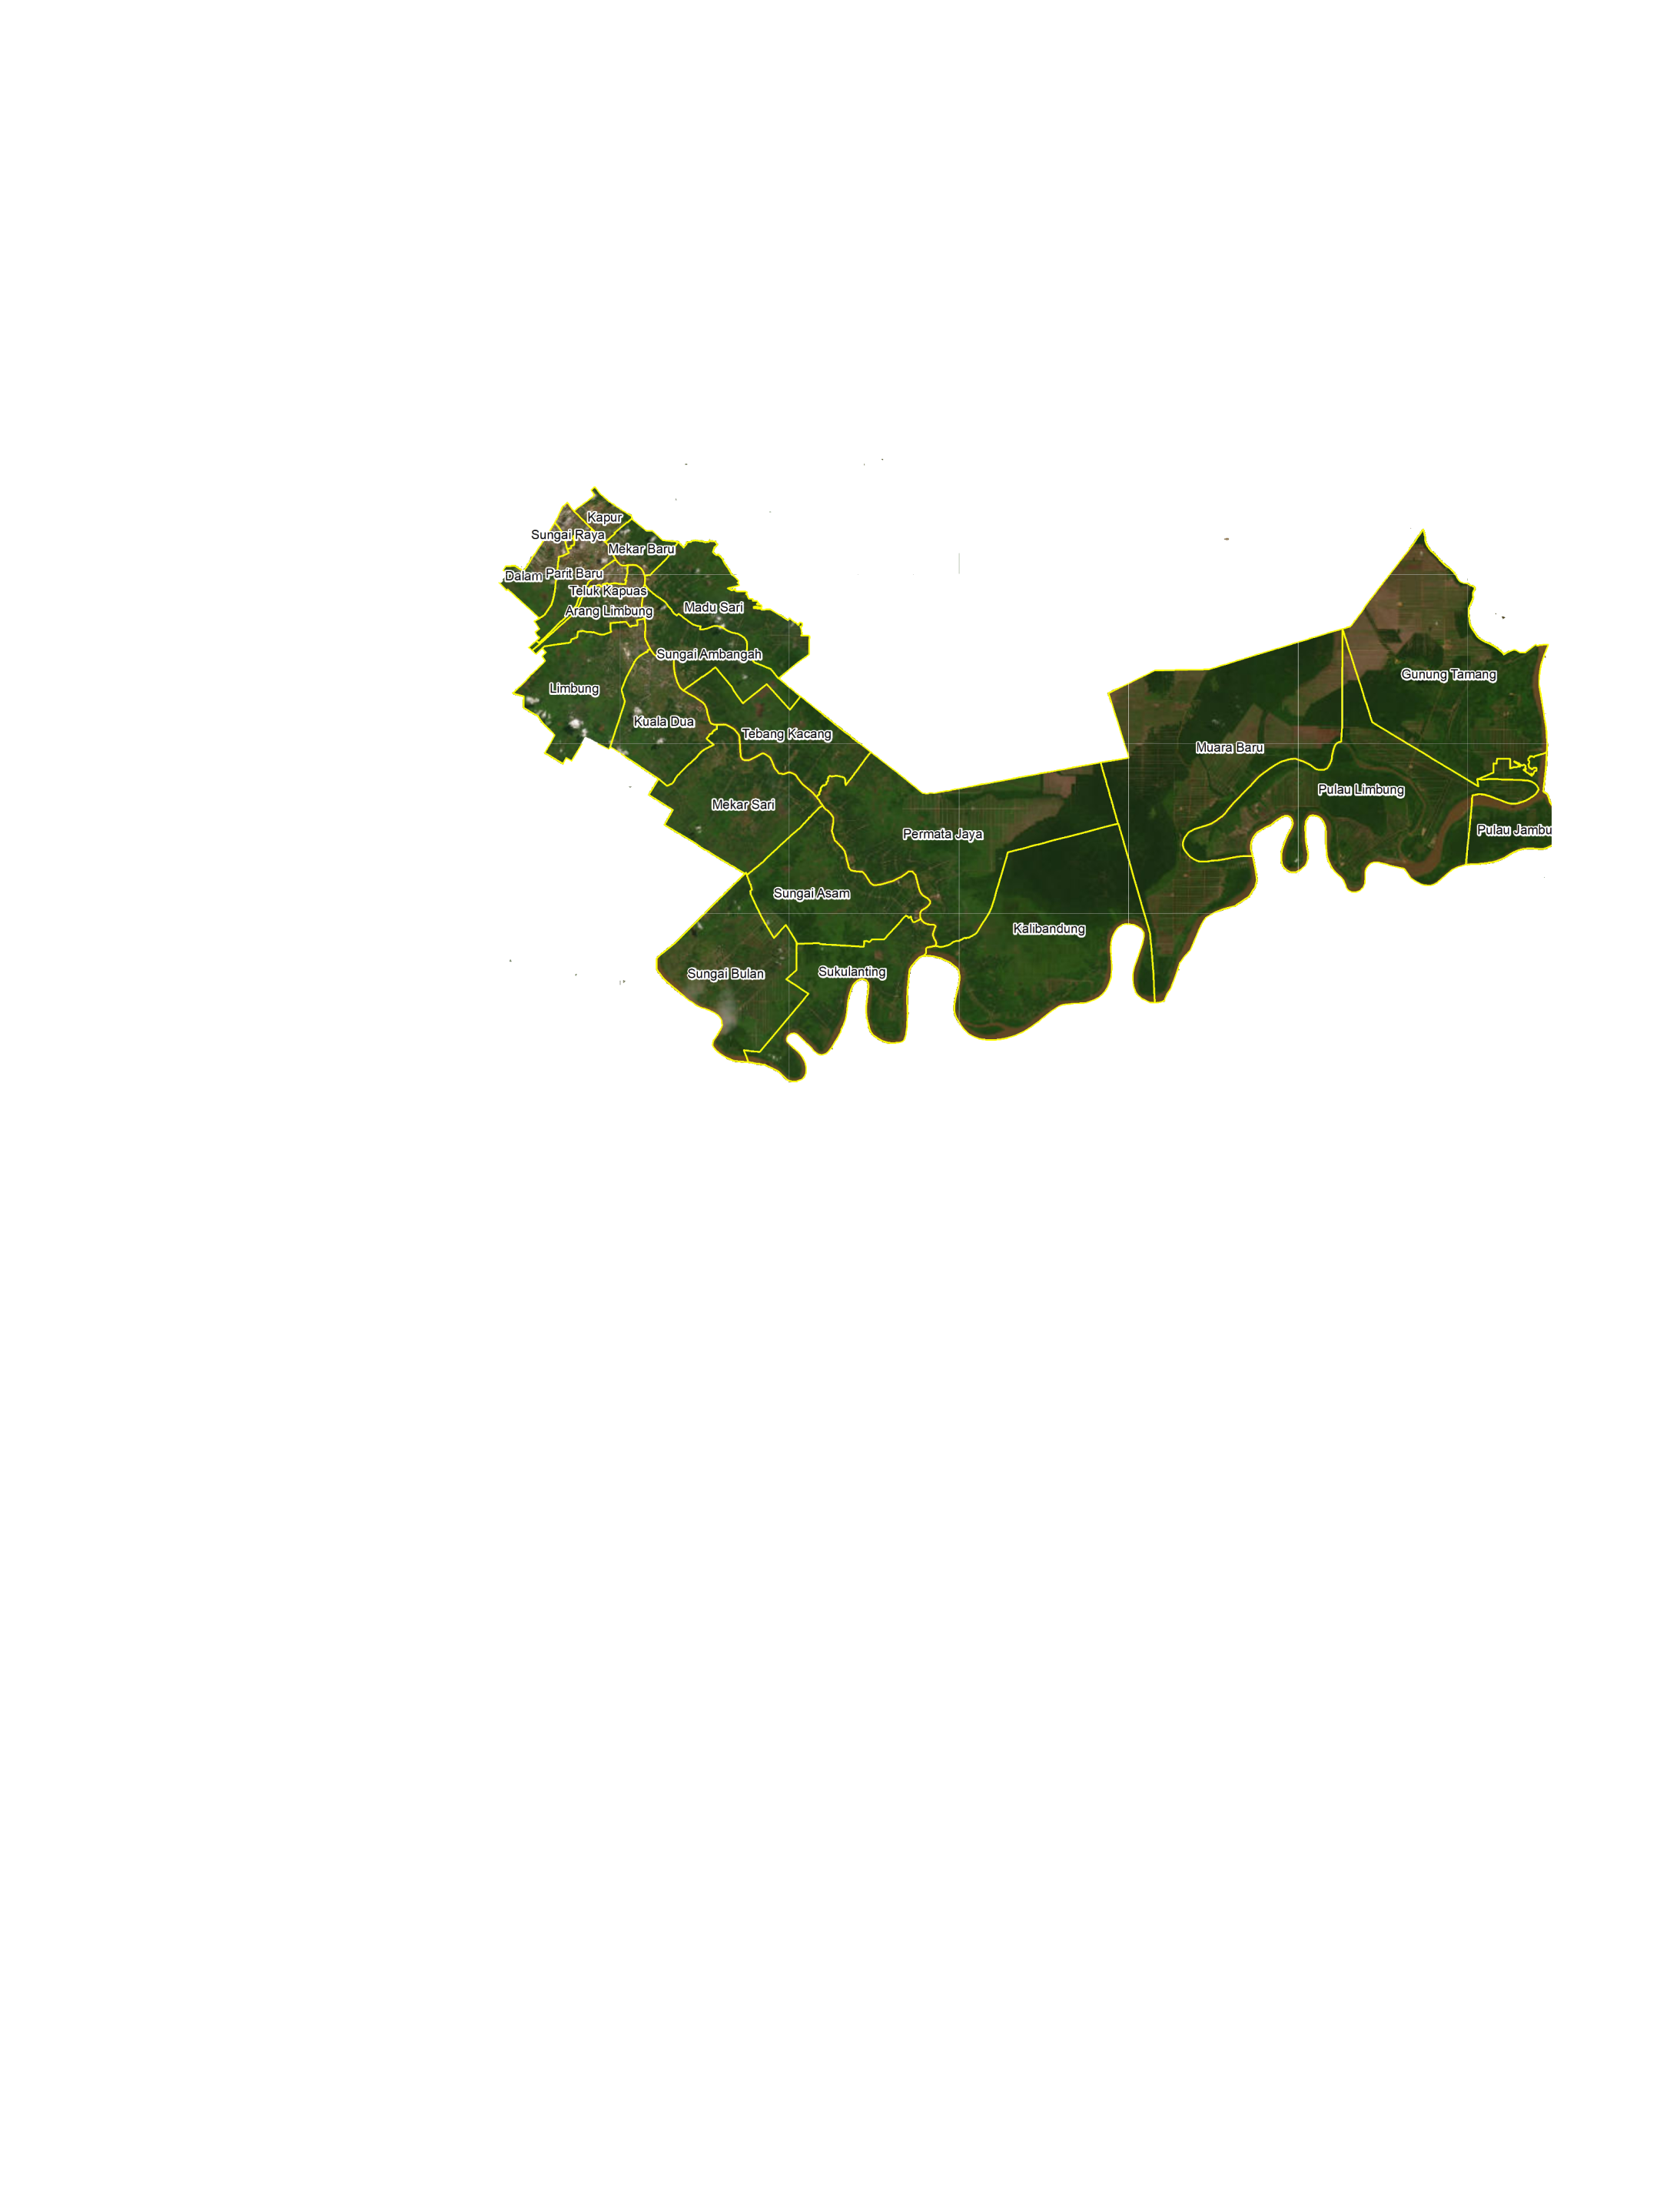 Kapur
Sungai Raya
Mekar Baru
Dalam
Parit Baru
Teluk Kapuas
Arang Limbung
Madu Sari
Sungai Ambangah
Limbung
Kuala Dua
Tebang Kacang
Gunung Tamang
Muara Baru
Pulau Limbung
Mekar Sari
Permata Jaya
Pulau Jambu
Sungai Asam
Kalibandung
Sungai Bulan
Sukulanting